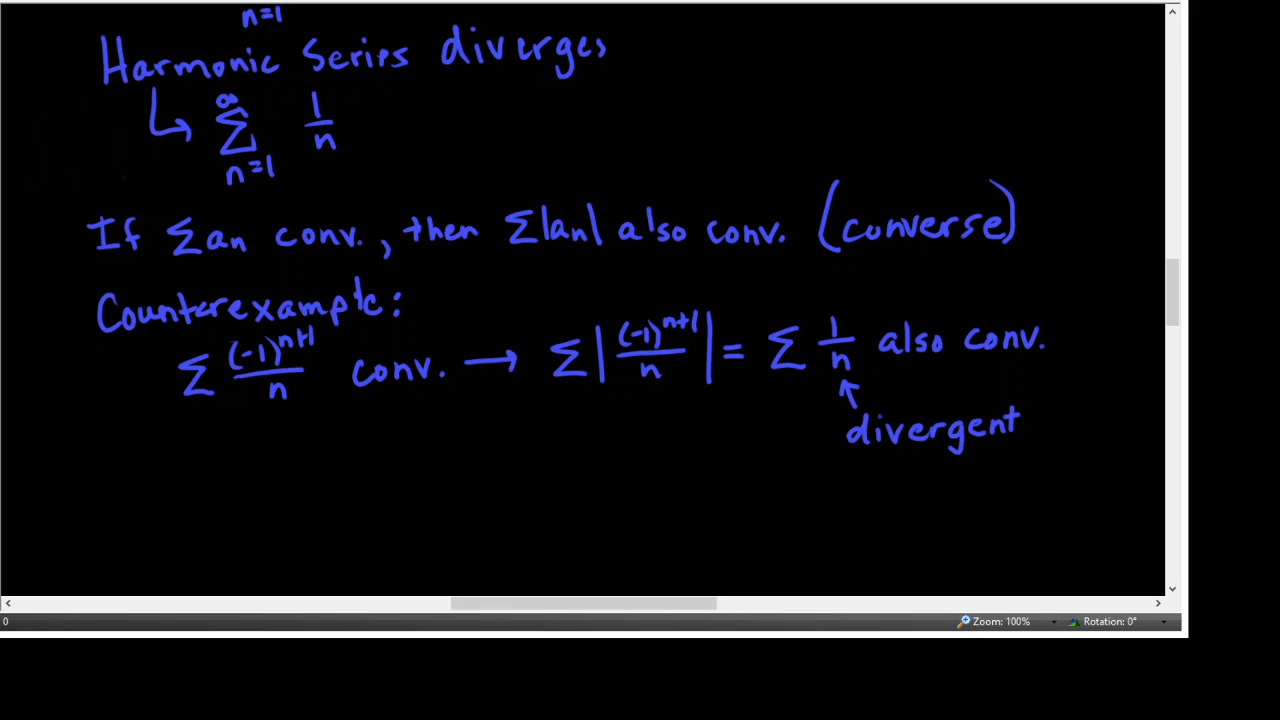 n=1
Harmonic Series diverges
∞
∑ 1/n
n=1
If ∑an conv., then ∑|an| also conv. (converse)
Counterexample:
∑ (-1)^{n+1}/n conv. → ∑|(-1)^{n+1}/n| = ∑ 1/n also conv.
divergent
0 Zoom: 100% Rotation: 0°